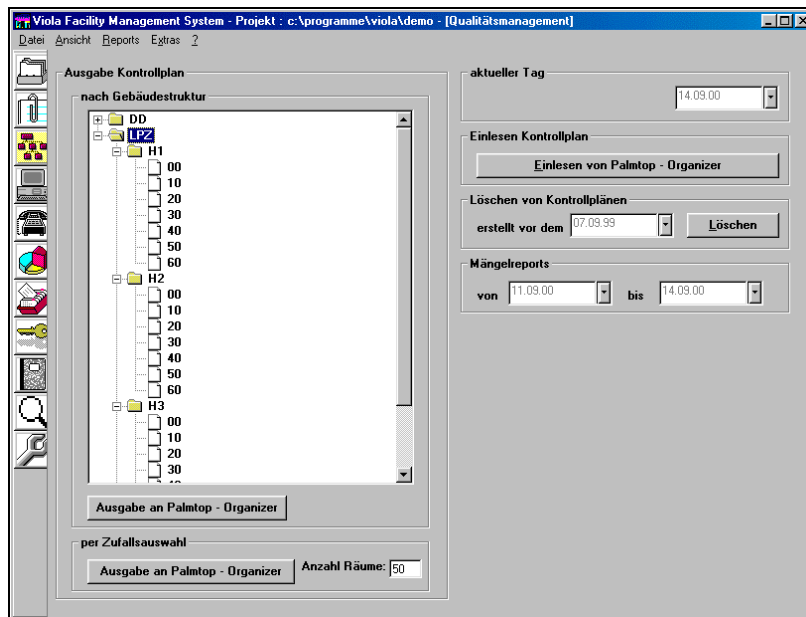 Viola Facility Management System - Projekt : c:\programme\viola\demo - [Qualitätsmanagement]
Datei Ansicht Reports Extras ?
Ausgabe Kontrollplan
nach Gebäudestruktur
DD
LPZ
H1
00
10
20
30
40
50
60
H2
00
10
20
30
40
50
60
H3
00
10
20
30
Ausgabe an Palmtop - Organizer
per Zufallsauswahl
Ausgabe an Palmtop - Organizer Anzahl Räume: 50
aktueller Tag
14.09.00
Einlesen Kontrollplan
Einlesen von Palmtop - Organizer
Löschen von Kontrollplänen
erstellt vor dem 07.09.99 Löschen
Mängelreports
von 11.09.00 bis 14.09.00